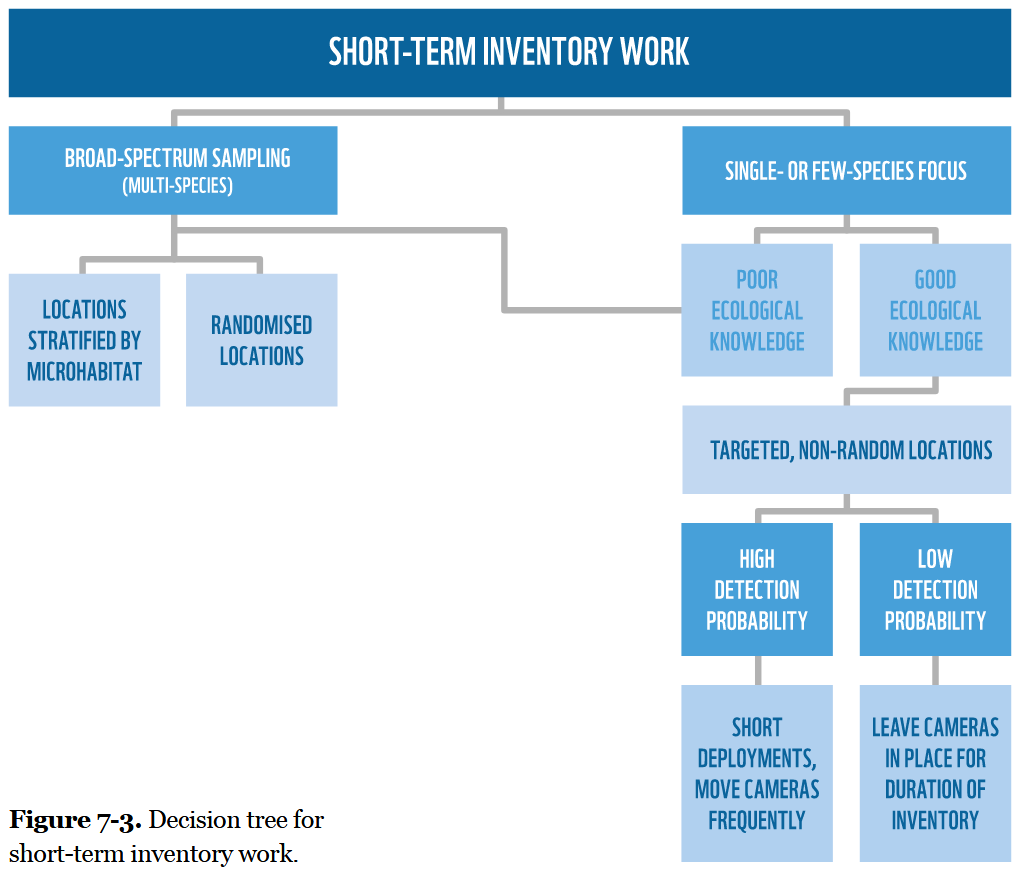 SHORT-TERM INVENTORY WORK
BROAD-SPECTRUM SAMPLING
(MULTI-SPECIES)
SINGLE- OR FEW-SPECIES FOCUS
LOCATIONS
STRATIFIED BY
MICROHABITAT
RANDOMISED
LOCATIONS
POOR
ECOLOGICAL
KNOWLEDGE
GOOD
ECOLOGICAL
KNOWLEDGE
TARGETED, NON-RANDOM LOCATIONS
HIGH
DETECTION
PROBABILITY
LOW
DETECTION
PROBABILITY
SHORT
DEPLOYMENTS,
MOVE CAMERAS
FREQUENTLY
LEAVE CAMERAS
IN PLACE FOR
DURATION OF
INVENTORY
Figure 7-3. Decision tree for
short-term inventory work.